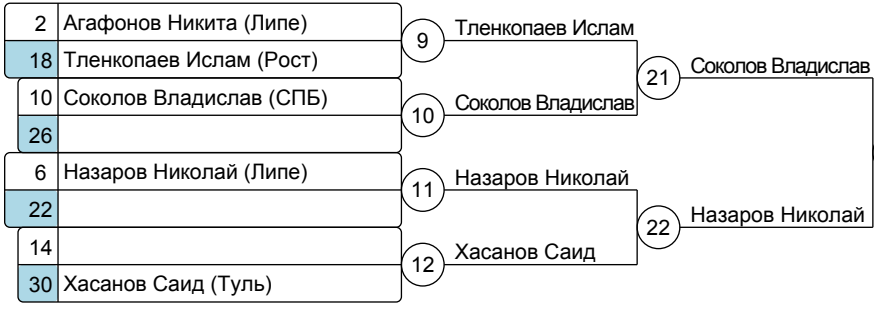 2 Агафонов Никита (Липе)
18 Тленкопаев Ислам (Рост)
9 Тленкопаев Ислам
10 Соколов Владислав (СПБ)
26
10 Соколов Владислав
21 Соколов Владислав
6 Назаров Николай (Липе)
22
11 Назаров Николай
14
30 Хасанов Саид (Туль)
12 Хасанов Саид
22 Назаров Николай